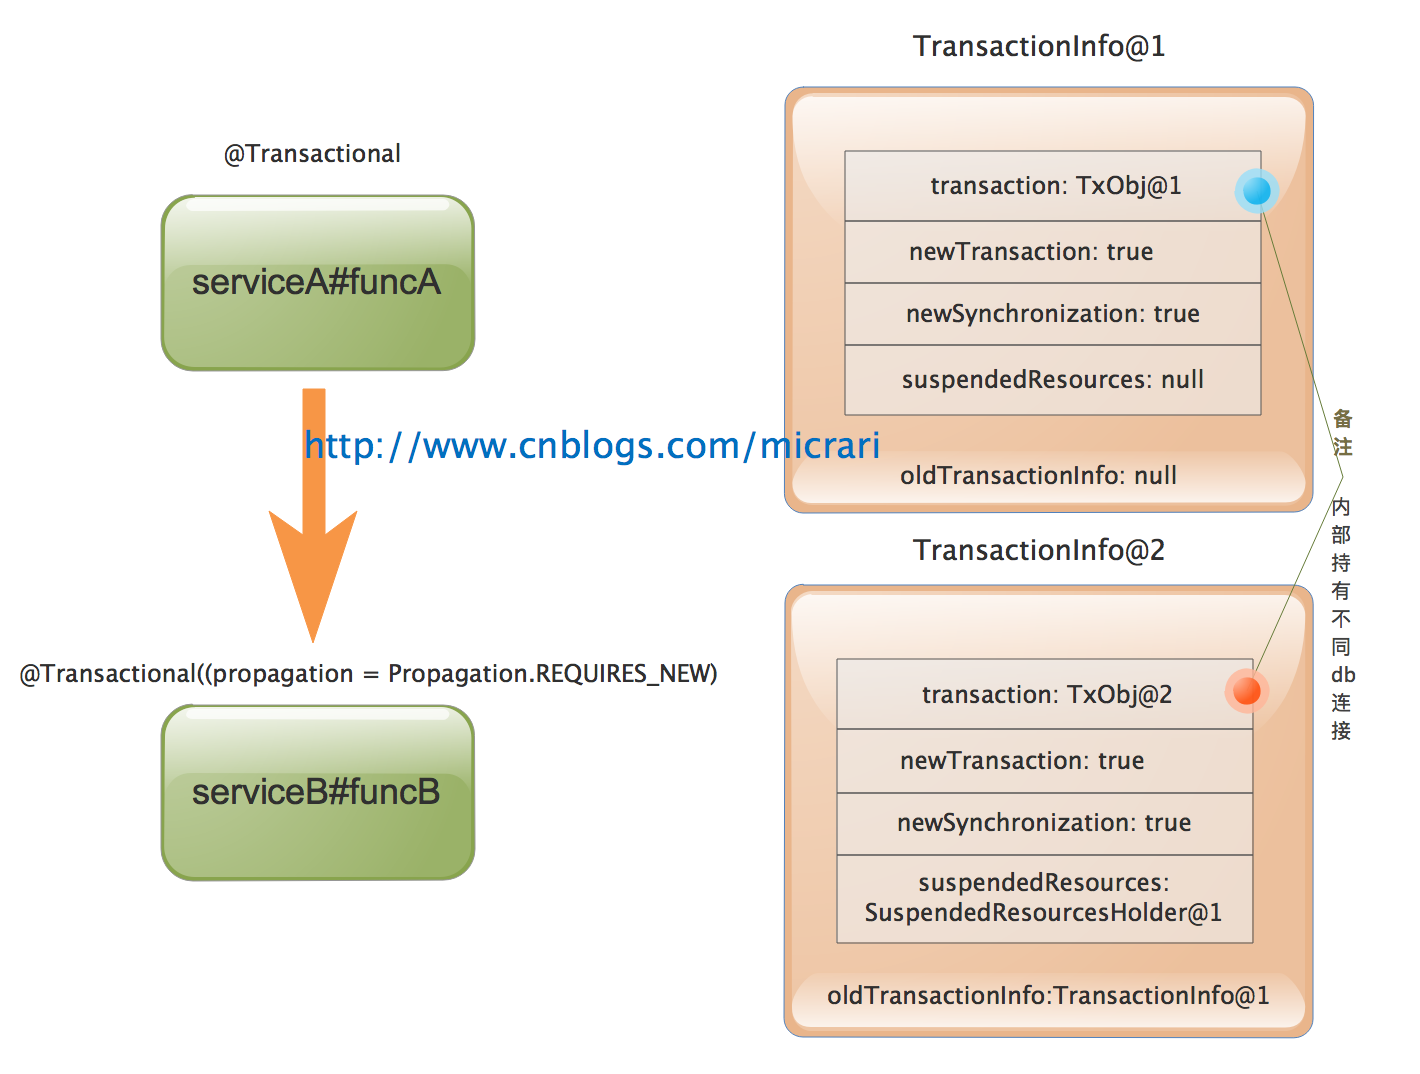 @Transactional
serviceA#funcA
http://www.cnblogs.com/micrari
@Transactional((propagation = Propagation.REQUIRES_NEW)
serviceB#funcB
TransactionInfo@1
transaction: TxObj@1
newTransaction: true
newSynchronization: true
suspendedResources: null
oldTransactionInfo: null
TransactionInfo@2
transaction: TxObj@2
newTransaction: true
newSynchronization: true
suspendedResources:
SuspendedResourcesHolder@1
oldTransactionInfo:TransactionInfo@1
备注
内部持有不同db连接